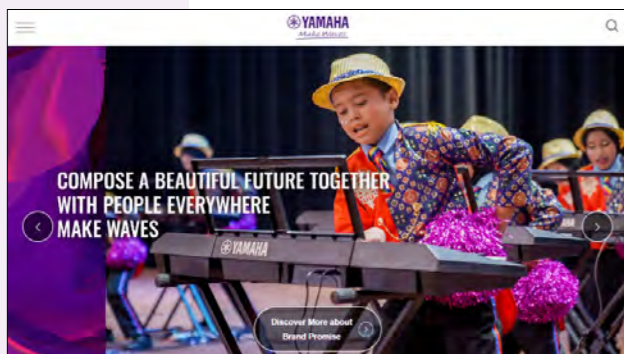 YAMAHA
Make Waves
COMPOSE A BEAUTIFUL FUTURE TOGETHER
WITH PEOPLE EVERYWHERE
MAKE WAVES
YAMAHA
Discover More about
Brand Promise